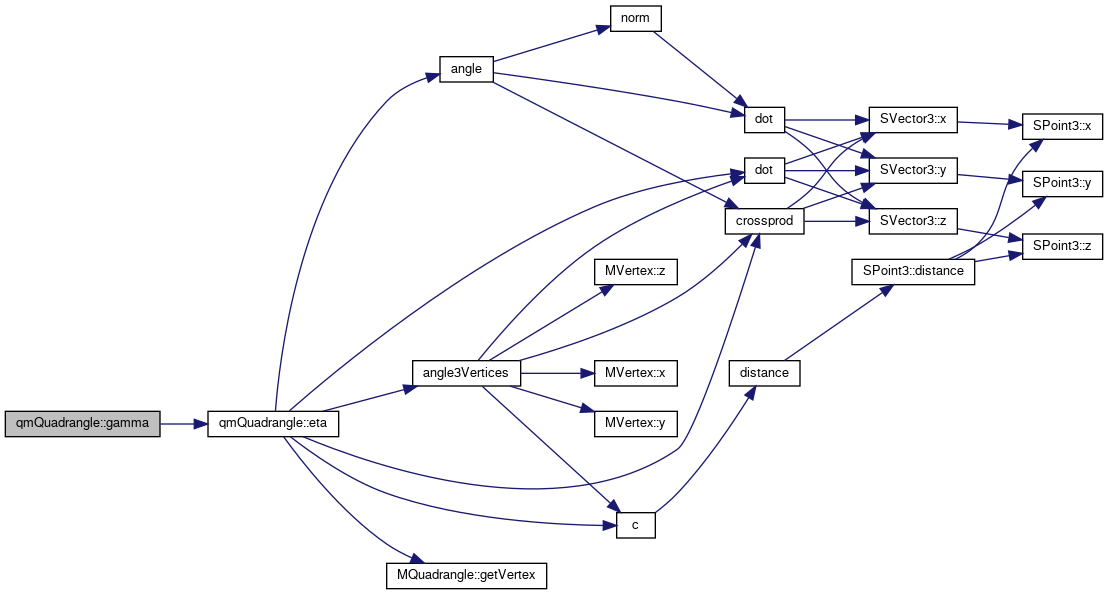 norm
angle
dot
SVector3::x
SPoint3::x
dot
SVector3::y
SPoint3::y
crossprod
SVector3::z
SPoint3::z
MVertex::z
SPoint3::distance
angle3Vertices
MVertex::x
distance
qmQuadrangle::gamma
qmQuadrangle::eta
MVertex::y
c
MQuadrangle::getVertex